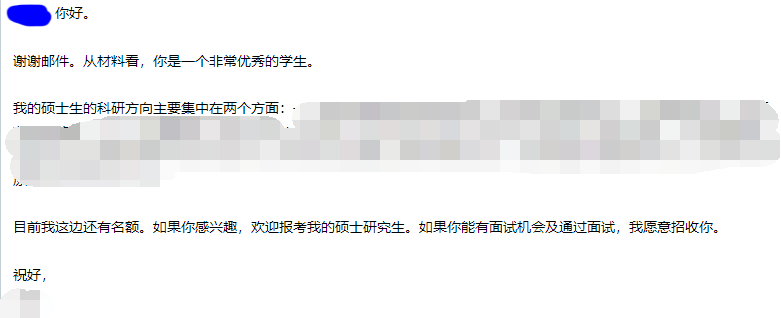 你好。
谢谢邮件。从材料看，你是一个非常优秀的学生。
我的硕士生的科研方向主要集中在两个方面：
目前我这边还有名额。如果你感兴趣，欢迎报考我的硕士研究生。如果你能有面试机会及通过面试，我愿意招收你。
祝好，